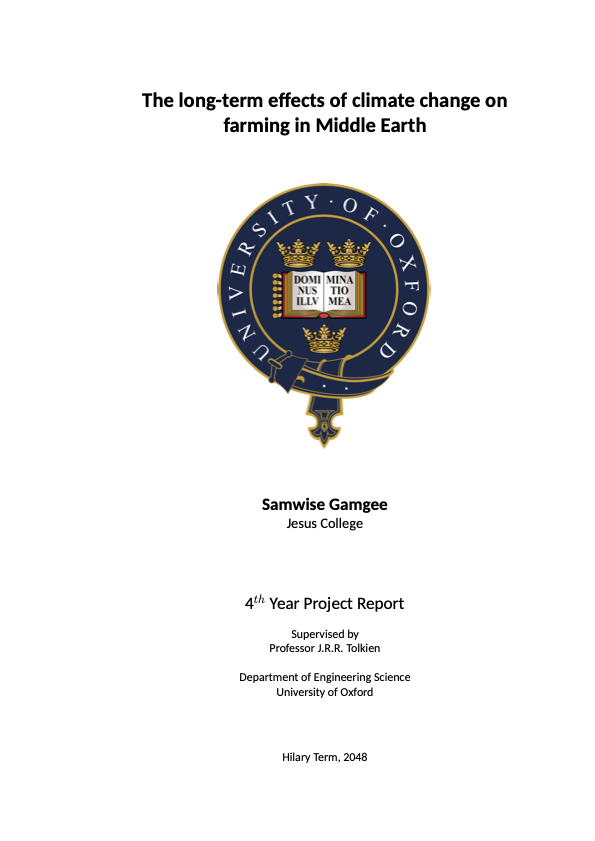 The long-term effects of climate change on
farming in Middle Earth
UNIVERSITY · OF · OXFORD
DOMI MINA
NUS TIO
ILLV MEA
Samwise Gamgee
Jesus College
4th Year Project Report
Supervised by
Professor J.R.R. Tolkien
Department of Engineering Science
University of Oxford
Hilary Term, 2048